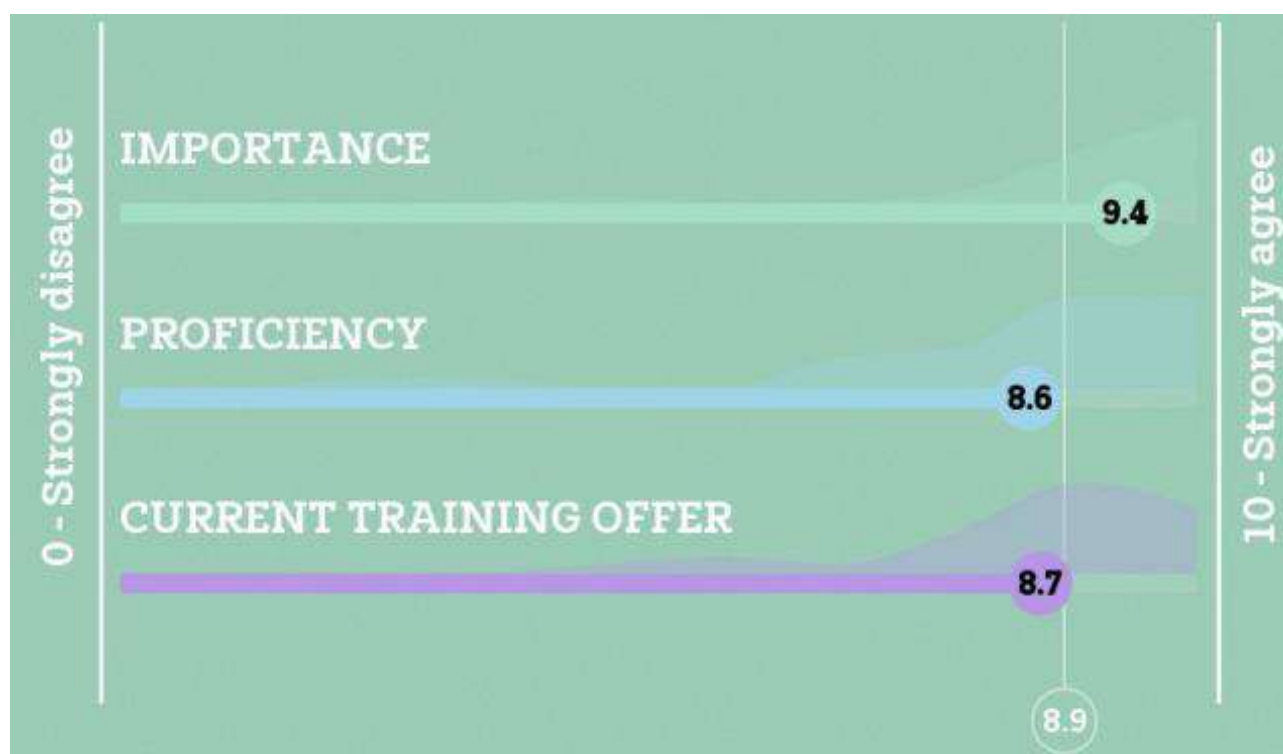 0 - Strongly disagree
IMPORTANCE
9.4
PROFICIENCY
8.6
CURRENT TRAINING OFFER
8.7
8.9
10 - Strongly agree